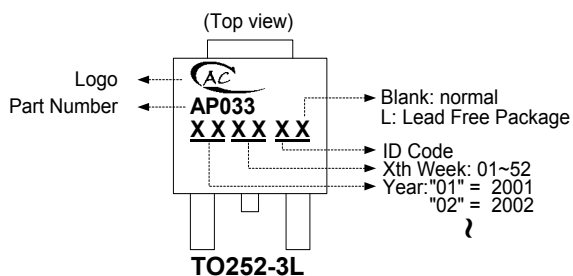 (Top view)
Logo
AC
Part Number
AP033
X X X X X X
Blank: normal
L: Lead Free Package
ID Code
Xth Week: 01~52
Year:"01" = 2001
"02" = 2002
~
TO252-3L